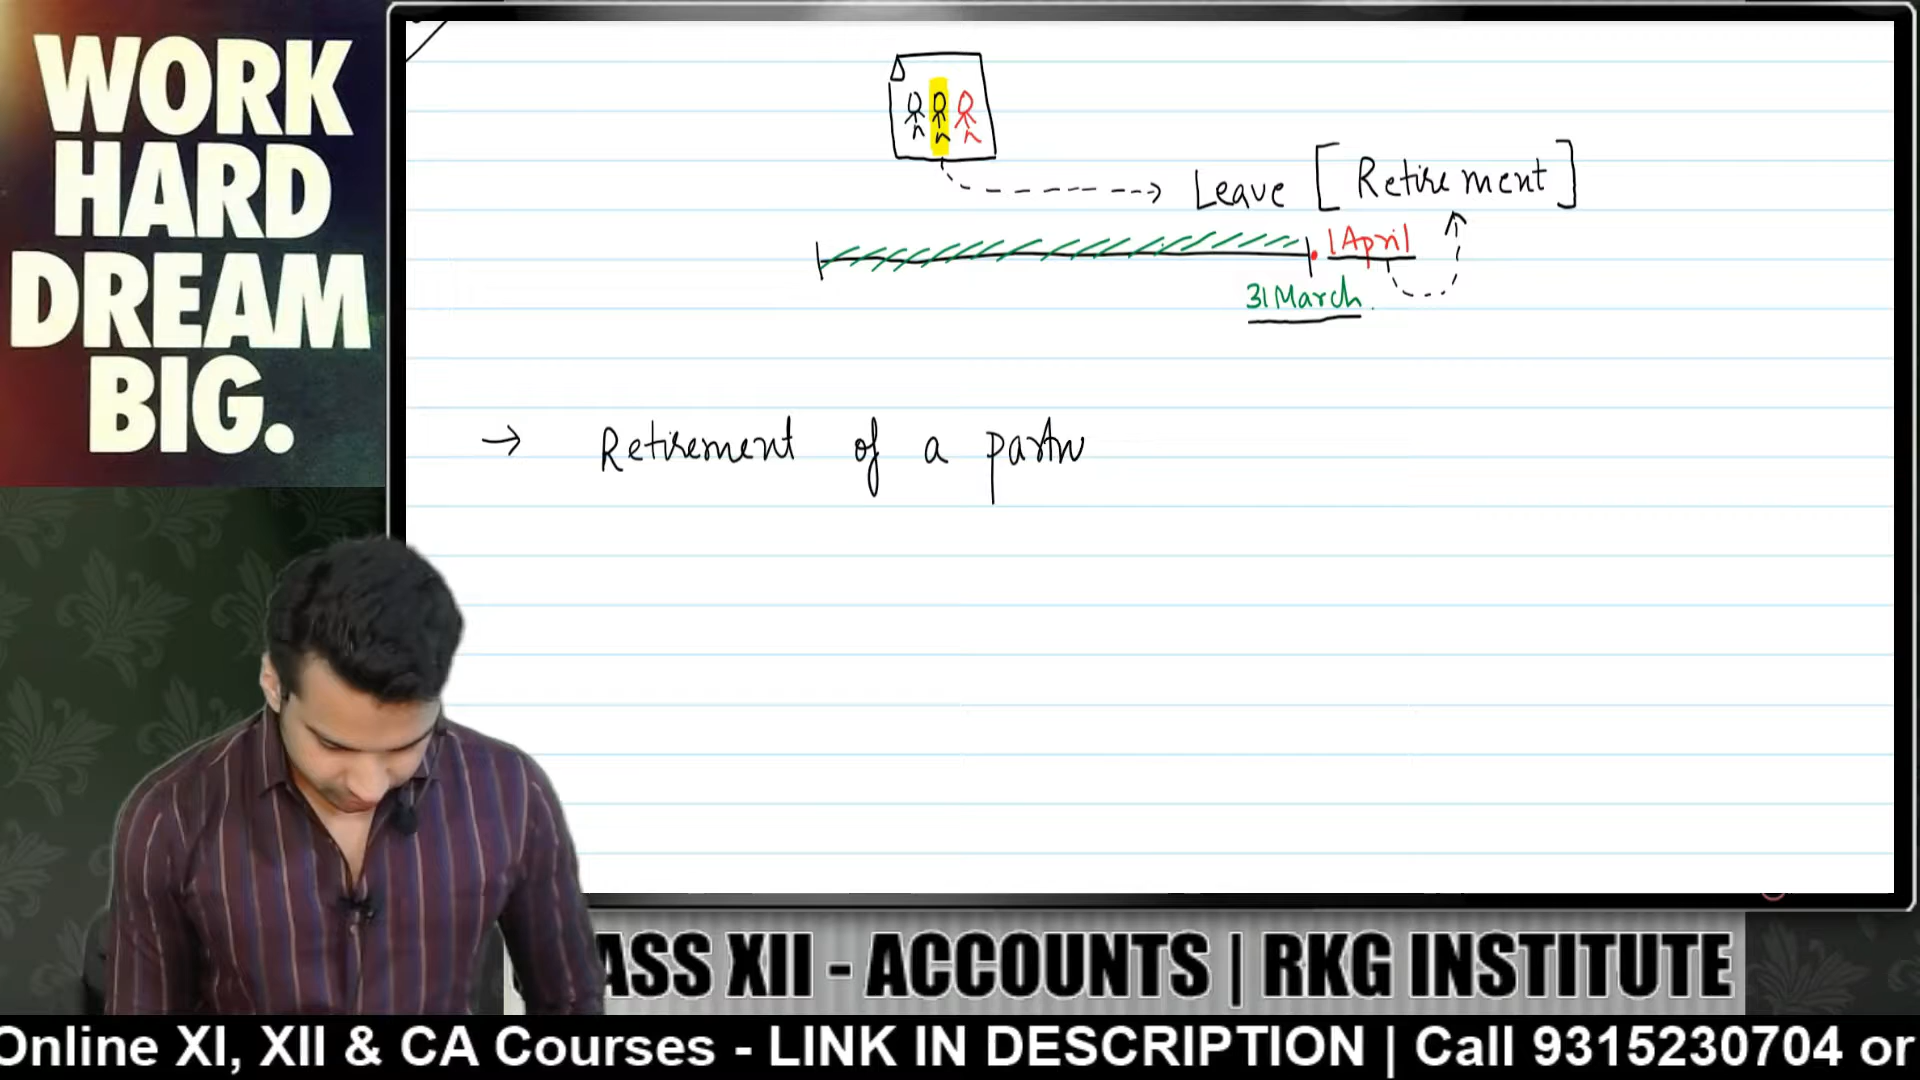 WORK
HARD
DREAM
BIG.
Leave [Retirement]
1 April
31 March
→ Retirement of a partn
ASS XII - ACCOUNTS | RKG INSTITUTE
Online XI, XII & CA Courses - LINK IN DESCRIPTION | Call 9315230704 or